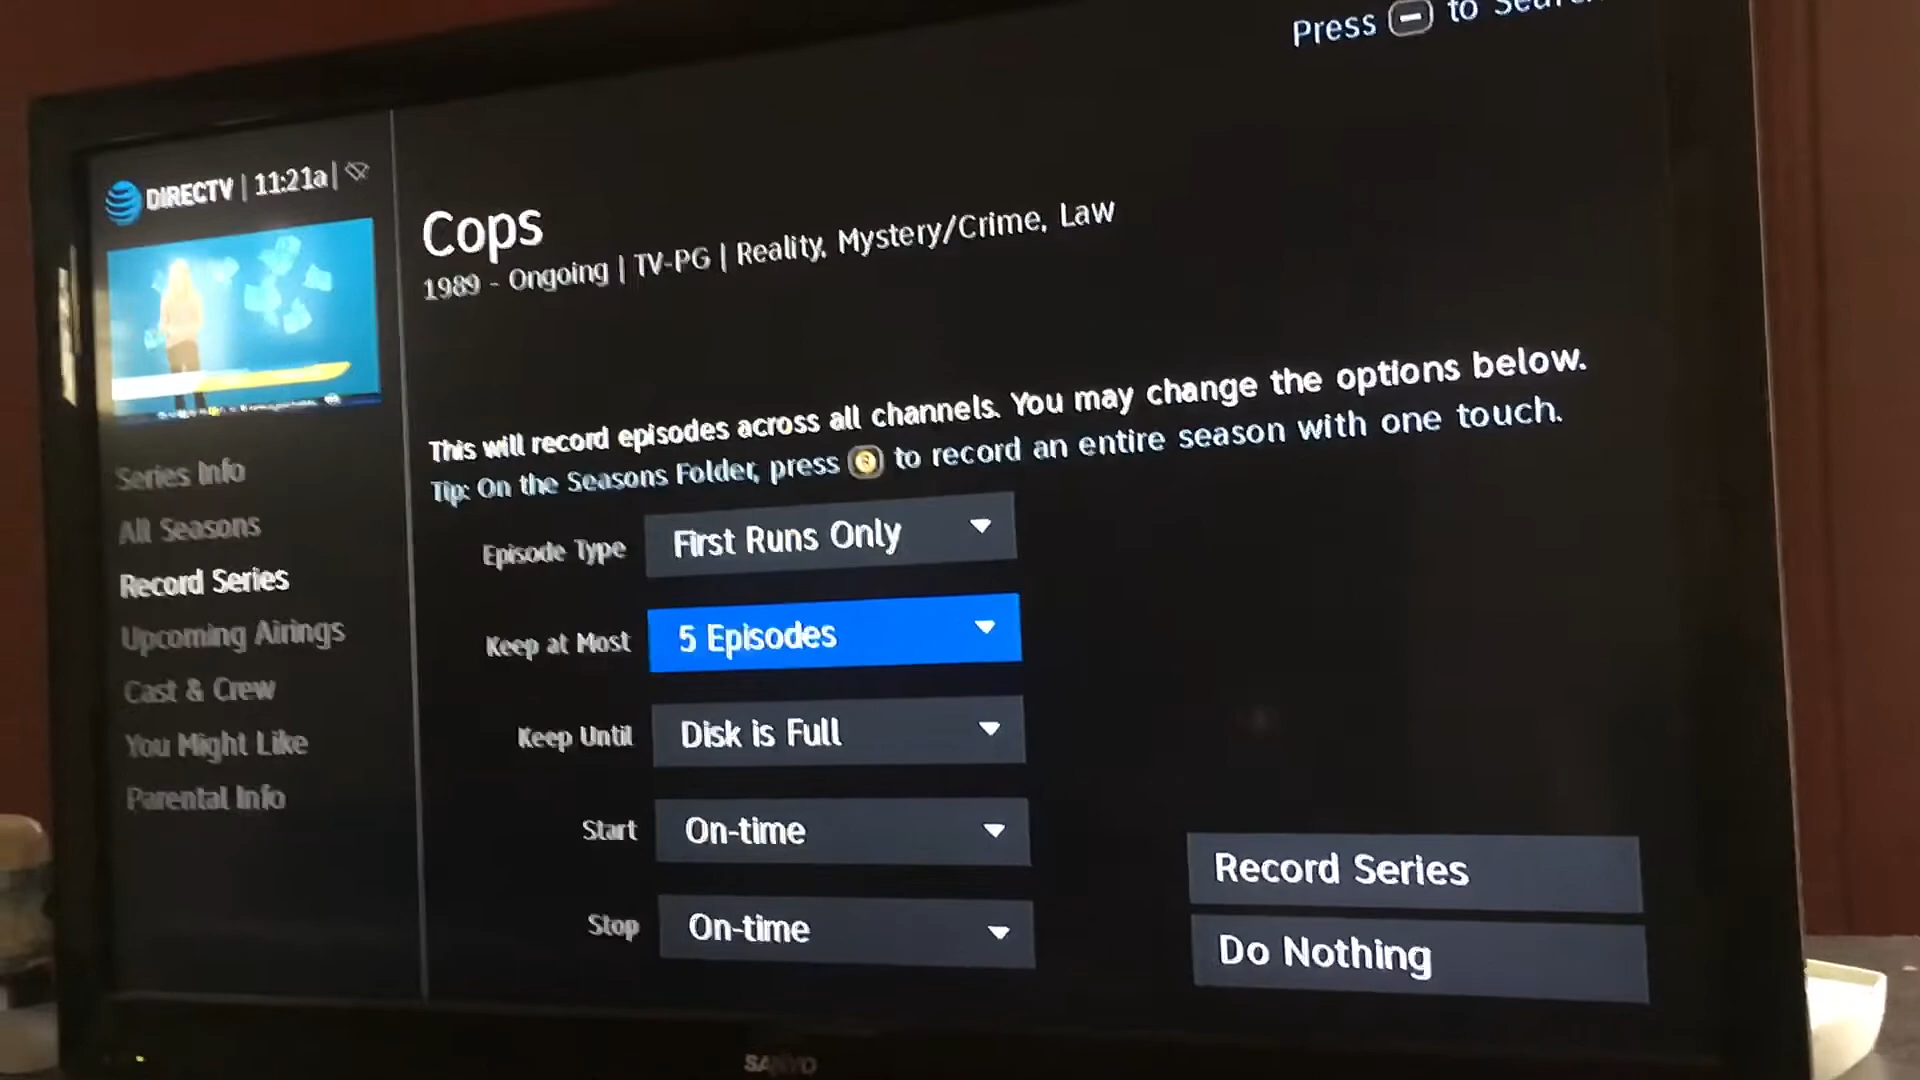 Press to
DIRECTV | 11:21a |
Cops
1989 - Ongoing | TV-PG | Reality, Mystery/Crime, Law
This will record episodes across all channels. You may change the options below.
Tip: On the Seasons Folder, press to record an entire season with one touch.
Series Info
All Seasons
Record Series
Upcoming Airings
Cast & Crew
You Might Like
Parental Info
Episode Type First Runs Only
Keep at Most 5 Episodes
Keep Until Disk is Full
Start On-time
Stop On-time
Record Series
Do Nothing
SANYO